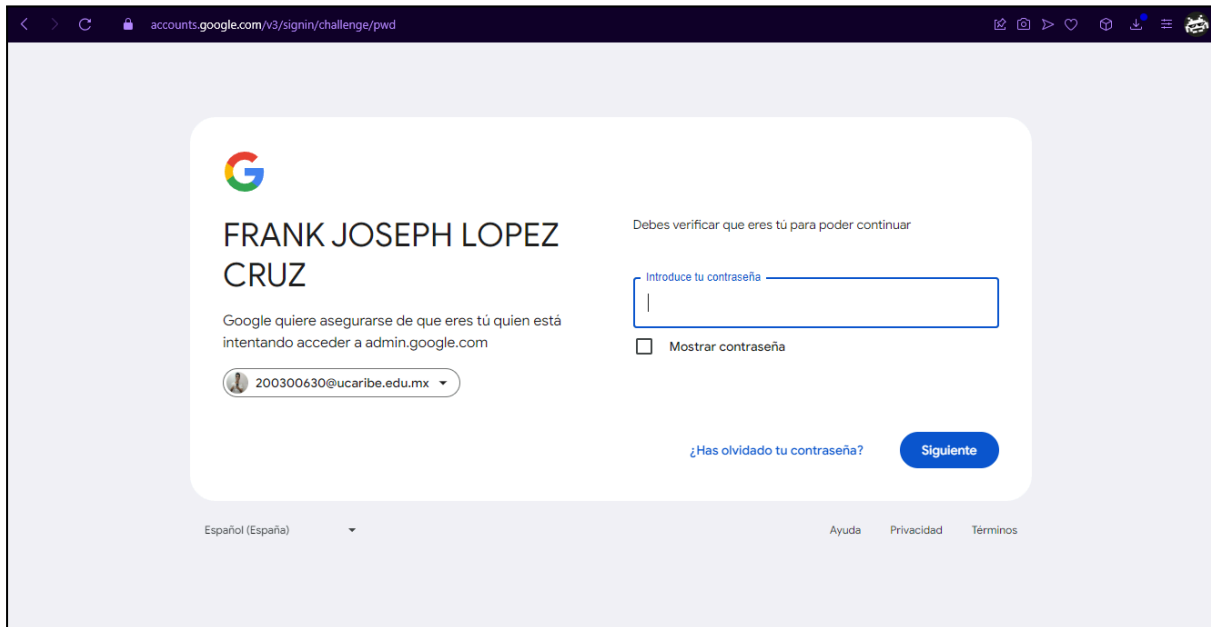 accounts.google.com/v3/signin/challenge/pwd
FRANK JOSEPH LOPEZ
CRUZ
Google quiere asegurarse de que eres tú quien está
intentando acceder a admin.google.com
200300630@ucaribe.edu.mx
Debes verificar que eres tú para poder continuar
Introduce tu contraseña
Mostrar contraseña
¿Has olvidado tu contraseña?
Siguiente
Español (España)
Ayuda Privacidad Términos